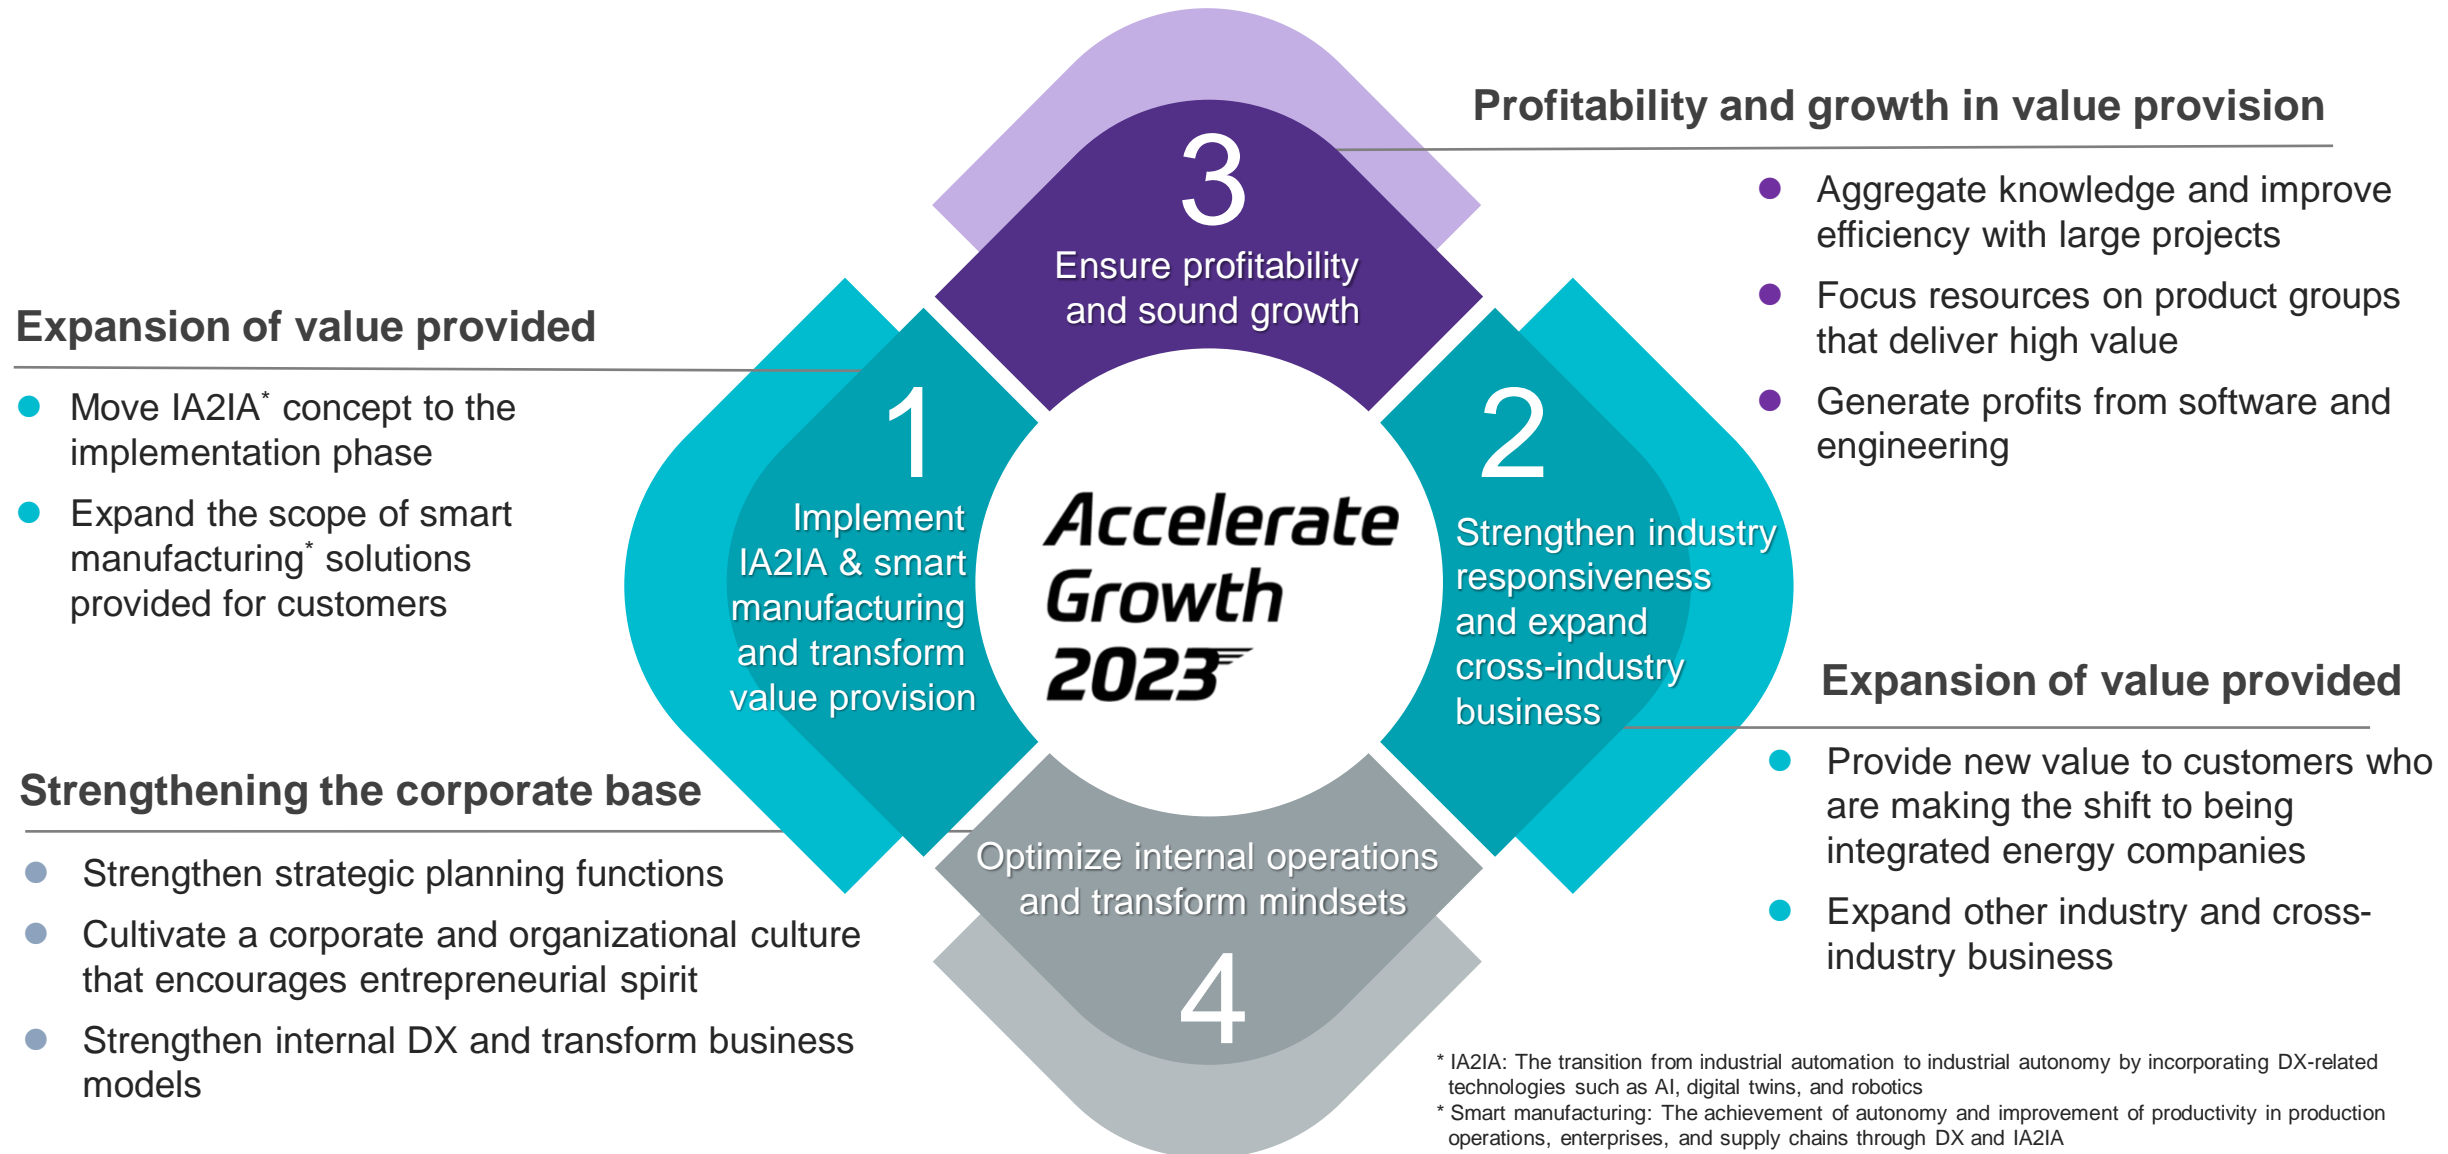 Expansion of value provided
Move IA2IA* concept to the
implementation phase
Expand the scope of smart
manufacturing* solutions
provided for customers
1
Implement
IA2IA & smart
manufacturing
and transform
value provision
3
Ensure profitability
and sound growth
Accelerate
Growth
2023
2
Strengthen industry
responsiveness
and expand
cross-industry
business
Profitability and growth in value provision
Aggregate knowledge and improve
efficiency with large projects
Focus resources on product groups
that deliver high value
Generate profits from software and
engineering
Strengthening the corporate base
Strengthen strategic planning functions
Cultivate a corporate and organizational culture
that encourages entrepreneurial spirit
Strengthen internal DX and transform business
models
Optimize internal operations
and transform mindsets
4
Expansion of value provided
Provide new value to customers who
are making the shift to being
integrated energy companies
Expand other industry and cross-
industry business
* IA2IA: The transition from industrial automation to industrial autonomy by incorporating DX-related
technologies such as AI, digital twins, and robotics
* Smart manufacturing: The achievement of autonomy and improvement of productivity in production
operations, enterprises, and supply chains through DX and IA2IA